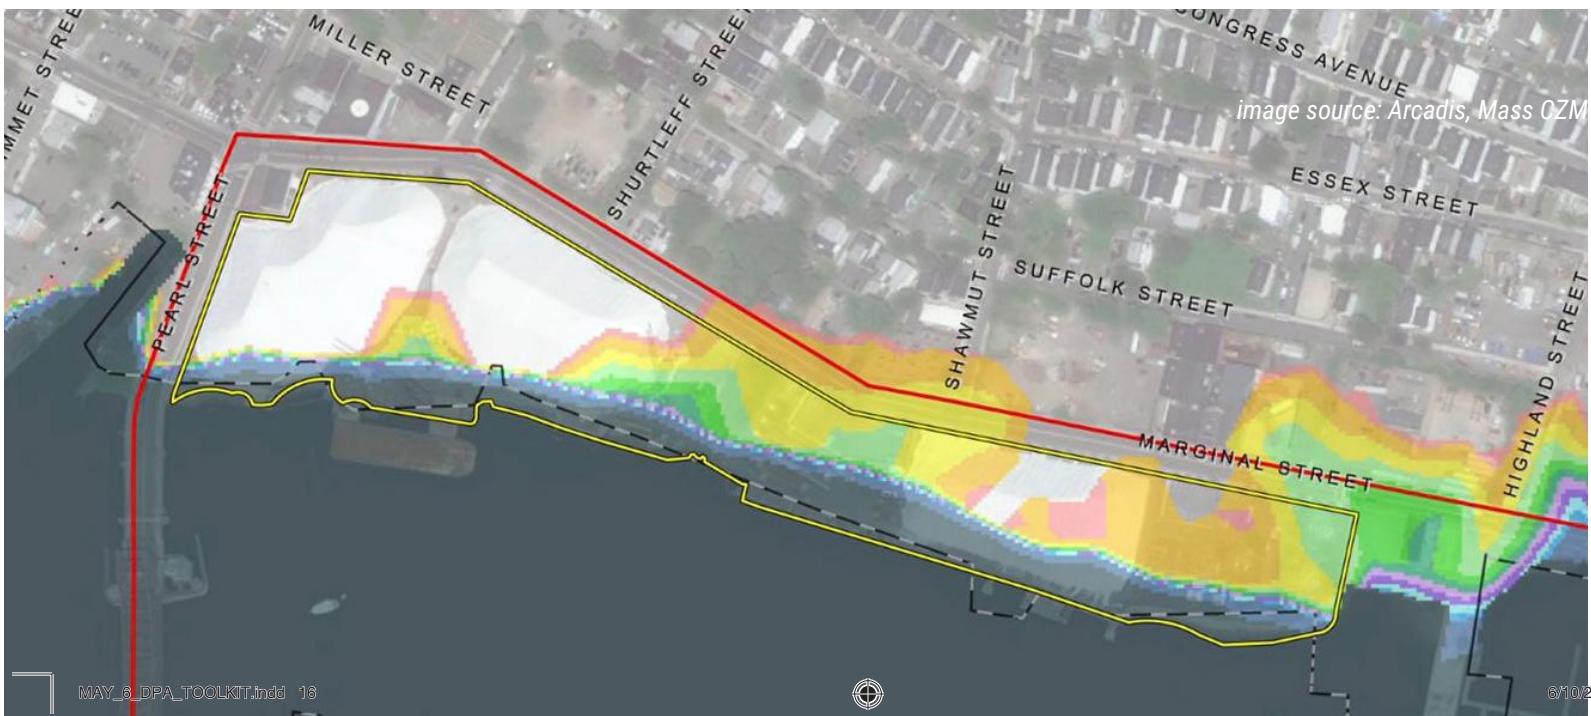 MILLER STREET
SHURTLEFF STREET
CONGRESS AVENUE
image source: Arcadis, Mass CZM
ESSEX STREET
PEARL STREET
SHAWMUT STREET
SUFFOLK STREET
HIGHLAND STREET
MARGINAL STREET
MAY_6_DPA_TOOLKIT.indd 16